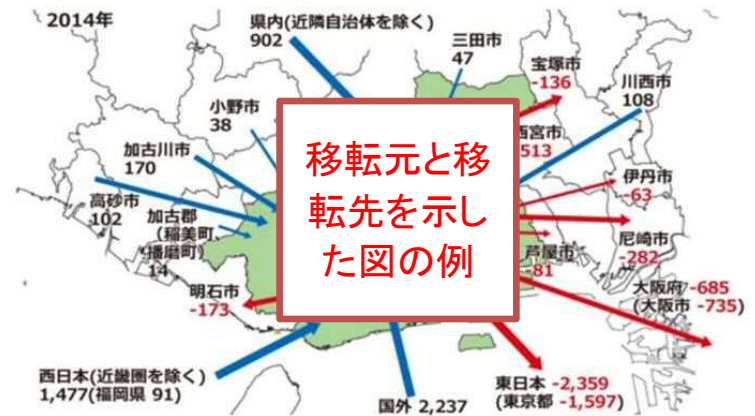 2014年
県内(近隣自治体を除く)
902
三田市
47
宝塚市
-136
川西市
108
小野市
38
西宮市
513
加古川市
170
伊丹市
-63
高砂市
102
加古郡
(稲美町、
播磨町)
14
移転元と移
転先を示し
た図の例
芦屋市
-81
尼崎市
-282
明石市
-173
大阪府 -685
(大阪市 -735)
西日本(近畿圏を除く)
1,477(福岡県 91)
国外 2,237
東日本 -2,359
(東京都 -1,597)